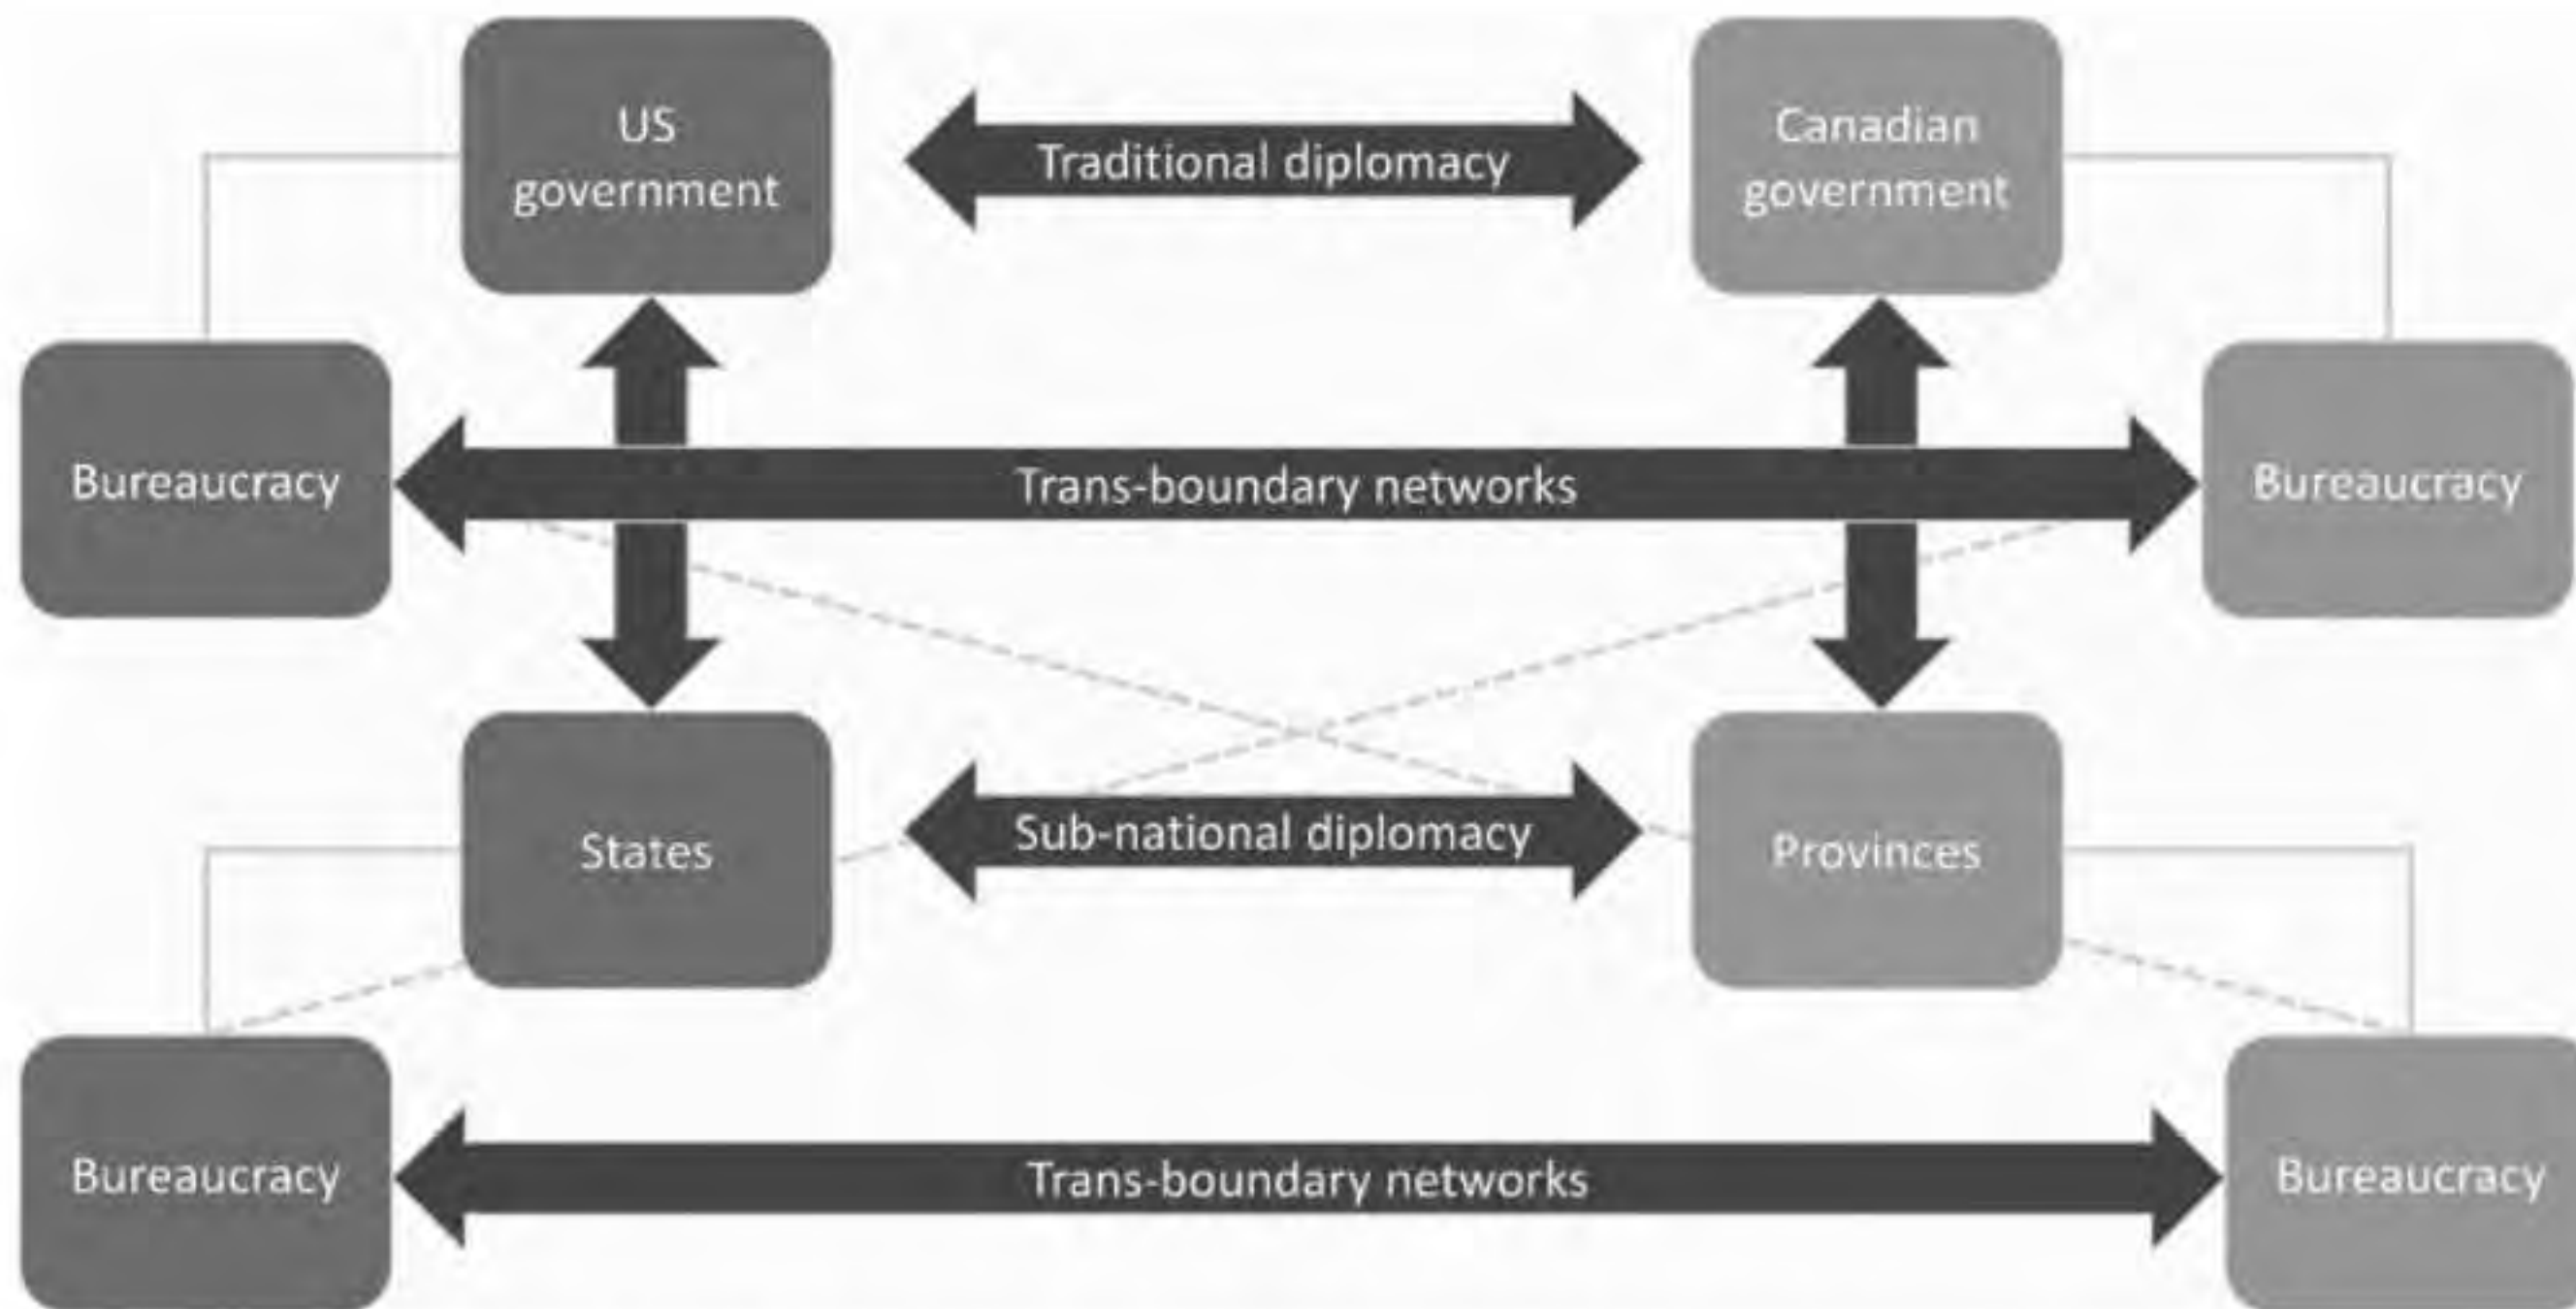 US
government
Traditional diplomacy
Canadian
government
Bureaucracy
Trans-boundary networks
Bureaucracy
States
Sub-national diplomacy
Provinces
Bureaucracy
Trans-boundary networks
Bureaucracy